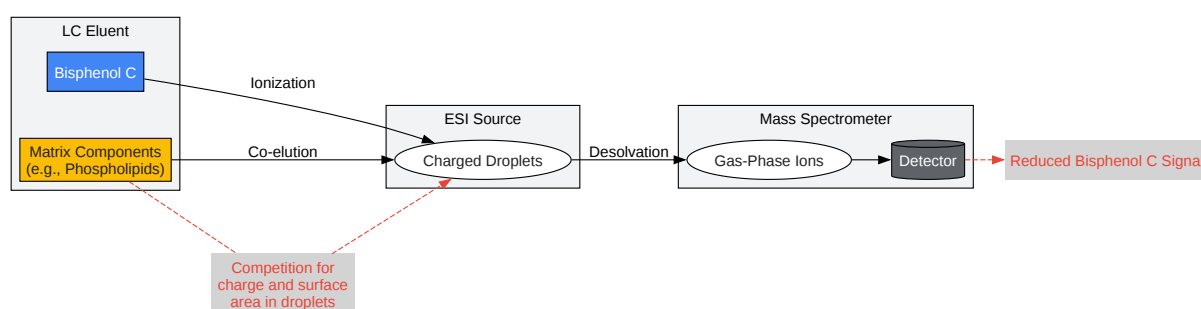 LC Eluent
Bisphenol C
Matrix Components
(e.g., Phospholipids)
Ionization
Co-elution
ESI Source
Charged Droplets
Desolvation
Mass Spectrometer
Gas-Phase Ions
Detector
Reduced Bisphenol C Signa
Competition for
charge and surface
area in droplets